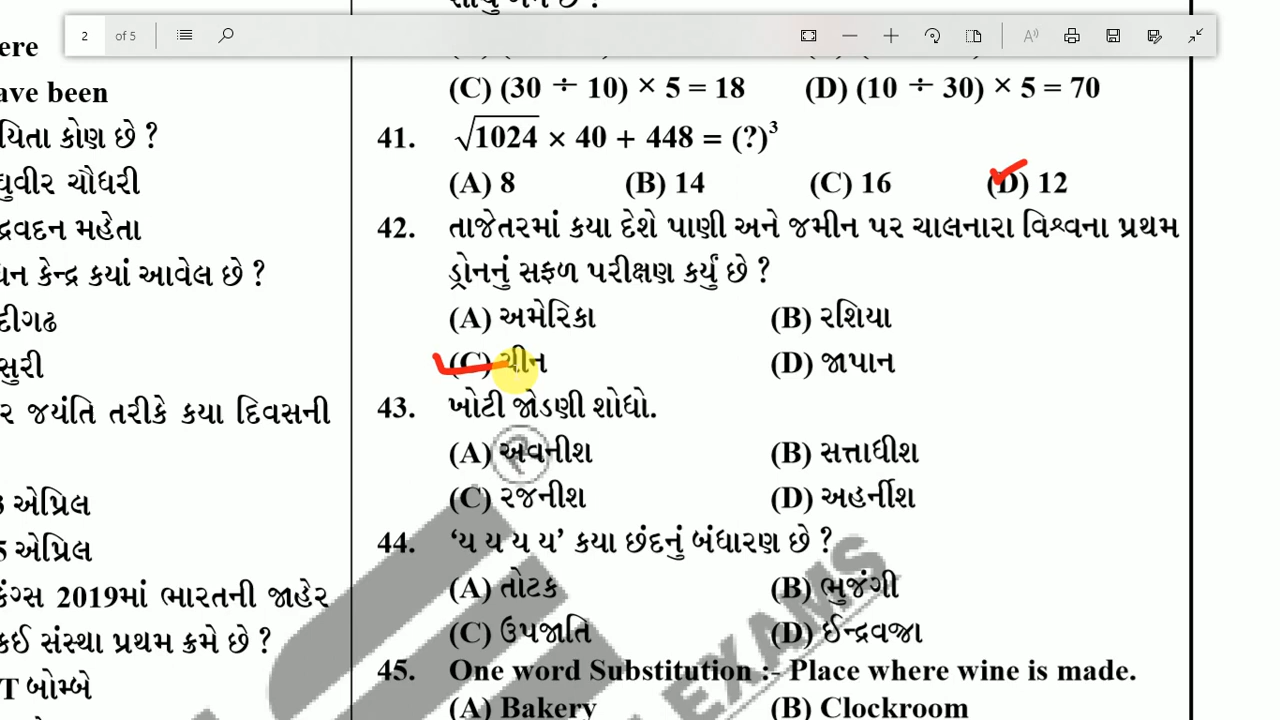 2 of 5
ere
ave been
યિતા કોણ છે ?
ઘુવીર ચૌધરી
દ્રવદન મહેતા
ધન કેન્દ્ર કયાં આવેલ છે ?
દીગઢ
સુરી
ર જયંતિ તરીકે કયા દિવસની
એપ્રિલ
5 એપ્રિલ
કંગ્સ 2019માં ભારતની જાહેર
કઈ સંસ્થા પ્રથમ ક્રમે છે ?
T બોમ્બે
(C) (30 ÷ 10) × 5 = 18 (D) (10 ÷ 30) × 5 = 70
41. √1024 × 40 + 448 = (?)³
(A) 8 (B) 14 (C) 16 (D) 12
42. તાજેતરમાં કયા દેશે પાણી અને જમીન પર ચાલનારા વિશ્વના પ્રથમ
ડ્રોનનું સફળ પરીક્ષણ કર્યું છે ?
(A) અમેરિકા (B) રશિયા
(C) ચીન (D) જાપાન
43. ખોટી જોડણી શોધો.
(A) અવનીશ (B) સત્તાધીશ
(C) રજનીશ (D) અહર્નીશ
44. ‘ય ય ય ય’ કયા છંદનું બંધારણ છે ?
(A) તોટક (B) ભુજંગી
(C) ઉપજાતિ (D) ઈન્દ્રવજા
45. One word Substitution :- Place where wine is made.
(A) Bakery (B) Clockroom
EXAMS